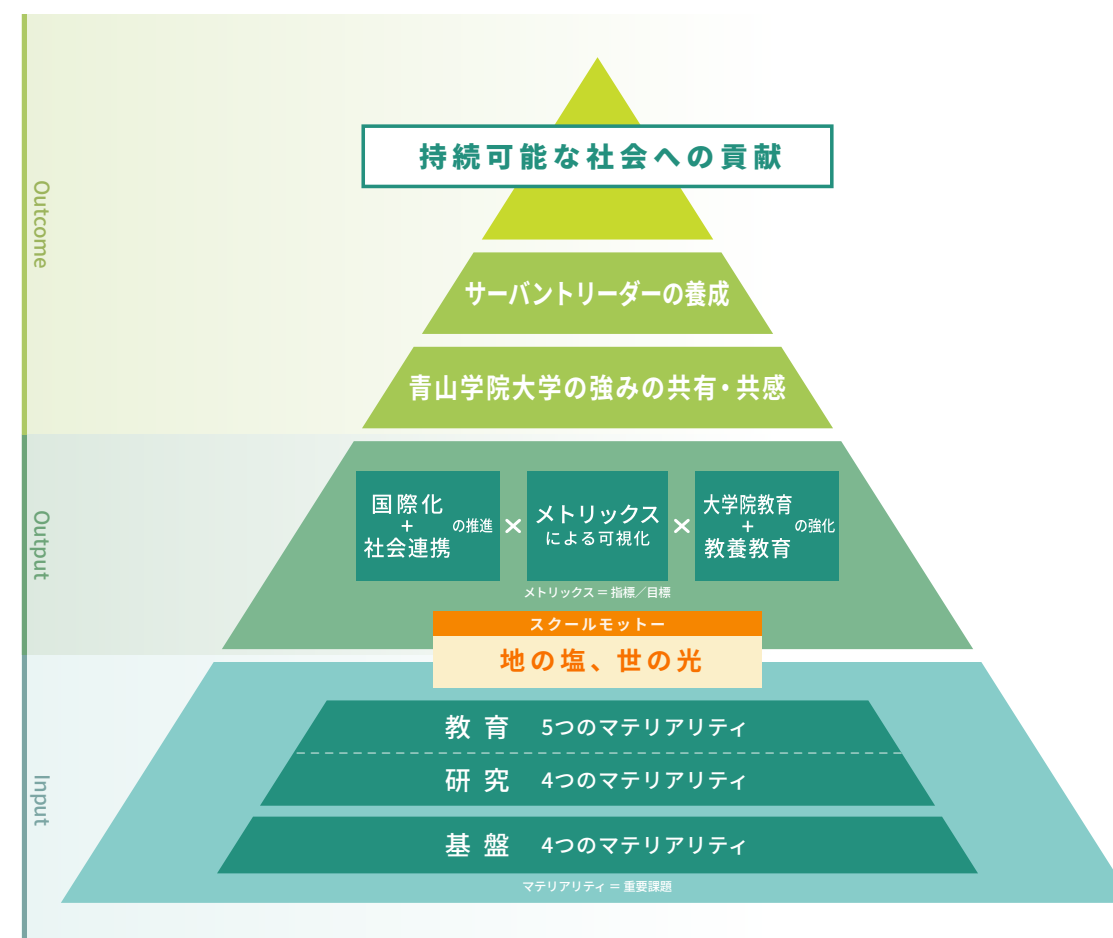 持続可能な社会への貢献
サーバントリーダーの養成
青山学院大学の強みの共有・共感
Outcome
国際化
+
社会連携
の推進
×
メトリックス
による可視化
×
大学院教育
+
教養教育
の強化
メトリックス＝指標／目標
Output
スクールモットー
地の塩、世の光
教育 5つのマテリアリティ
研究 4つのマテリアリティ
基盤 4つのマテリアリティ
マテリアリティ＝重要課題
Input